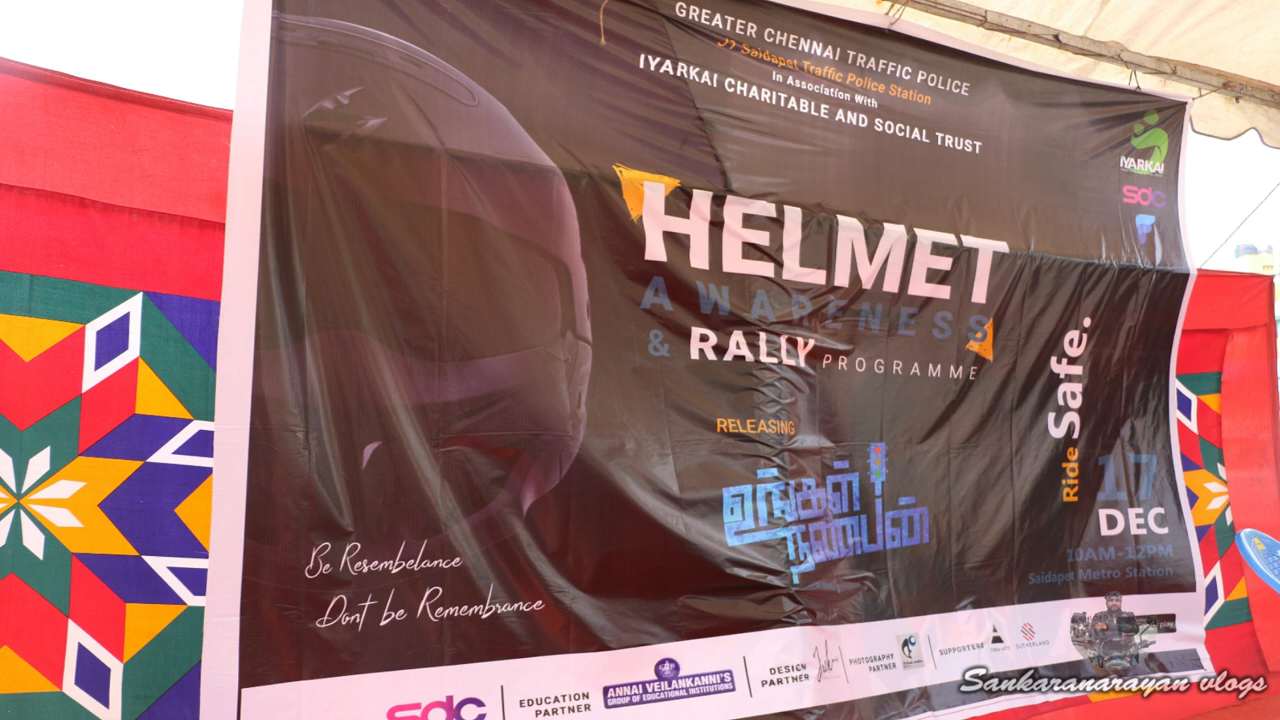 GREATER CHENNAI TRAFFIC POLICE
J7 Saidapet Traffic Police Station
In Association With
IYARKAI CHARITABLE AND SOCIAL TRUST
IYARKAI
sdc
HELMET
AWARENESS
& RALLY PROGRAMME
Ride Safe.
RELEASING
உங்கள்
நண்பன்
17
DEC
10AM-12PM
Saidapet Metro Station
Be Resembelance
Dont be Remembrance
sdc
EDUCATION
PARTNER
ANNAI VEILANKANNI'S
GROUP OF EDUCATIONAL INSTITUTIONS
DESIGN
PARTNER
PHOTOGRAPHY
PARTNER
SUPPORTERS
SUTHERLAND
play
Sankaranarayan vlogs